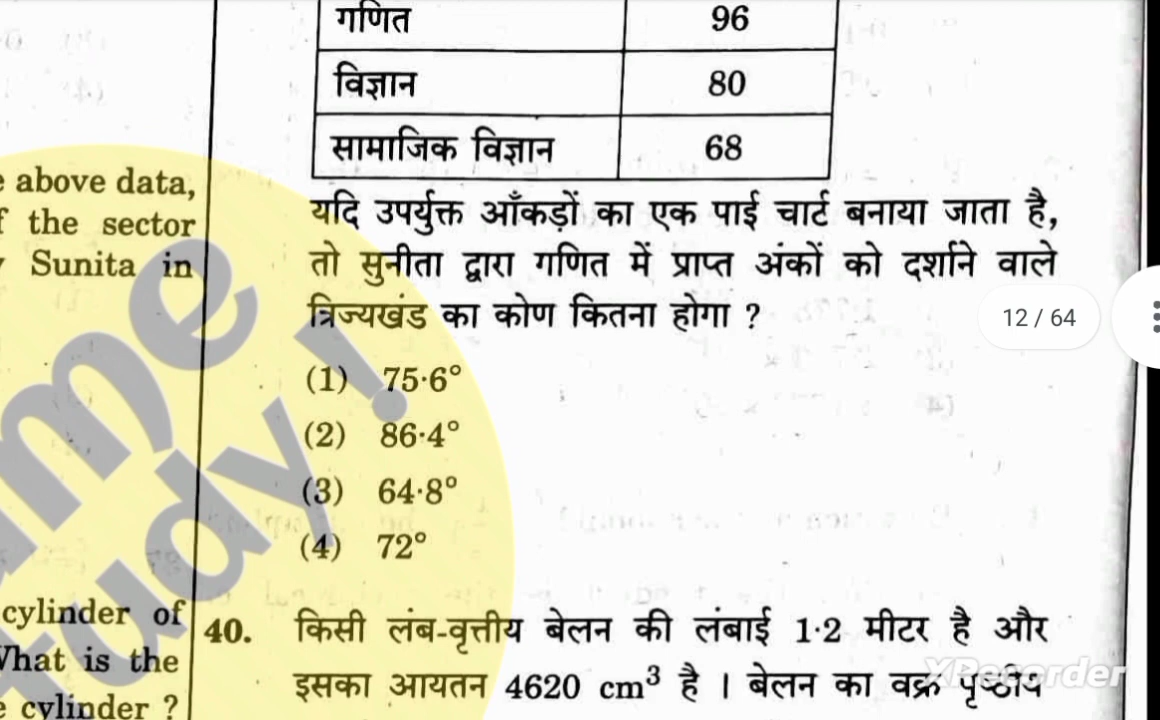 गणित 96
विज्ञान 80
सामाजिक विज्ञान 68
above data,
the sector
Sunita in
यदि उपर्युक्त आँकड़ों का एक पाई चार्ट बनाया जाता है,
तो सुनीता द्वारा गणित में प्राप्त अंकों को दर्शाने वाले
त्रिज्यखंड का कोण कितना होगा ?
12 / 64
(1) 75·6°
(2) 86·4°
(3) 64·8°
(4) 72°
cylinder of
What is the
cylinder ?
40. किसी लंब-वृत्तीय बेलन की लंबाई 1·2 मीटर है और
इसका आयतन 4620 cm³ है । बेलन का वक्र पृष्ठीय
XRecorder